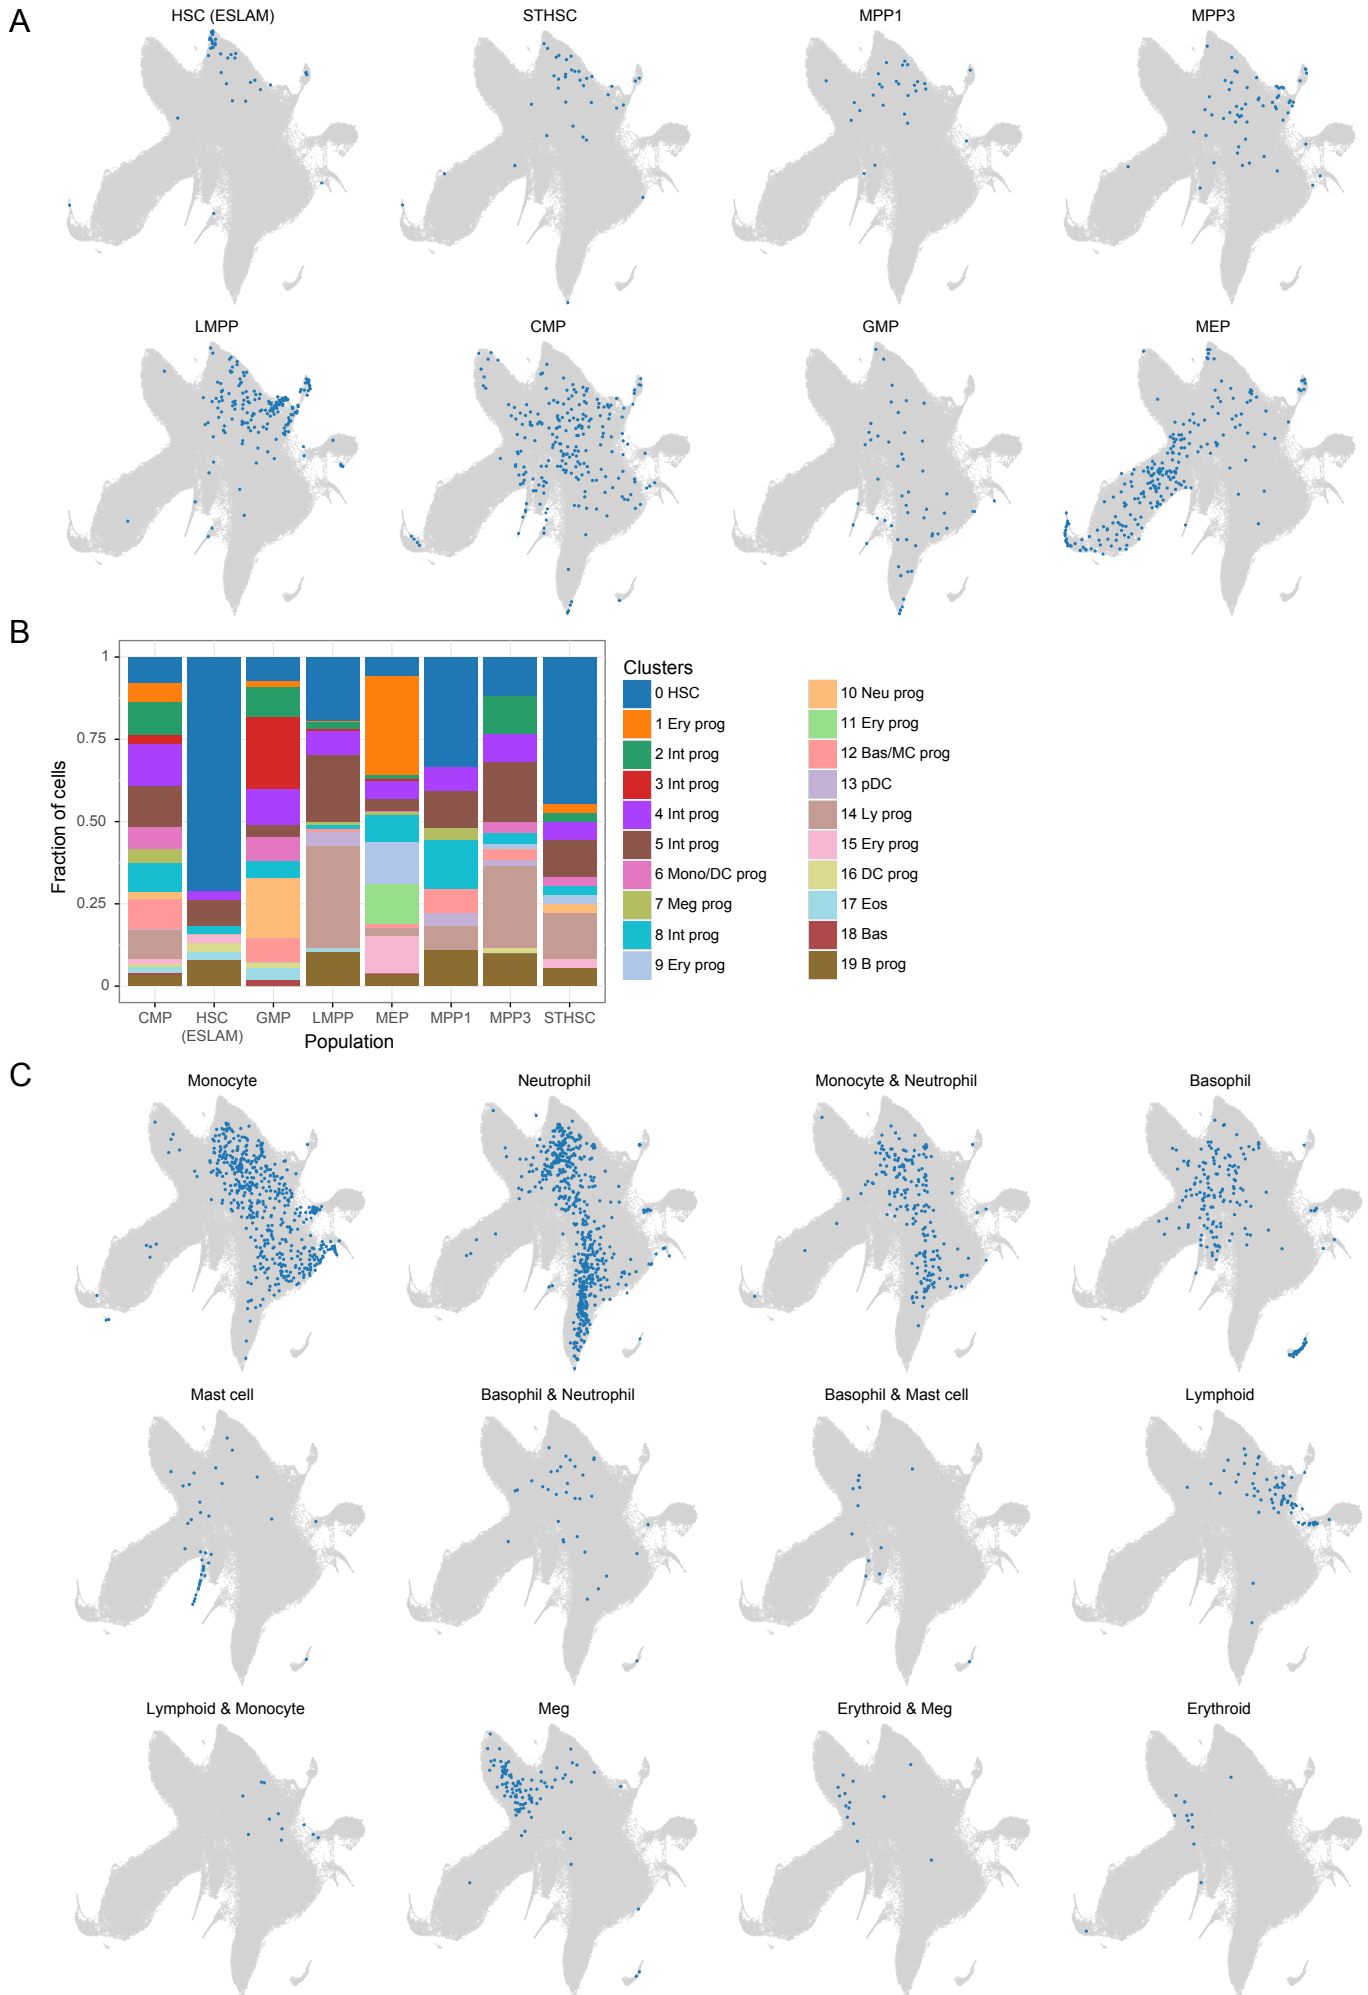 A
HSC (ESLAM)
STHSC
MPP1
MPP3
LMPP
CMP
GMP
MEP
B
1
0.75
0.50
0.25
0
Fraction of cells
CMP
HSC
(ESLAM)
GMP
LMPP
MEP
MPP1
MPP3
STHSC
Population
Clusters
0 HSC
1 Ery prog
2 Int prog
3 Int prog
4 Int prog
5 Int prog
6 Mono/DC prog
7 Meg prog
8 Int prog
9 Ery prog
10 Neu prog
11 Ery prog
12 Bas/MC prog
13 pDC
14 Ly prog
15 Ery prog
16 DC prog
17 Eos
18 Bas
19 B prog
C
Monocyte
Neutrophil
Monocyte & Neutrophil
Basophil
Mast cell
Basophil & Neutrophil
Basophil & Mast cell
Lymphoid
Lymphoid & Monocyte
Meg
Erythroid & Meg
Erythroid